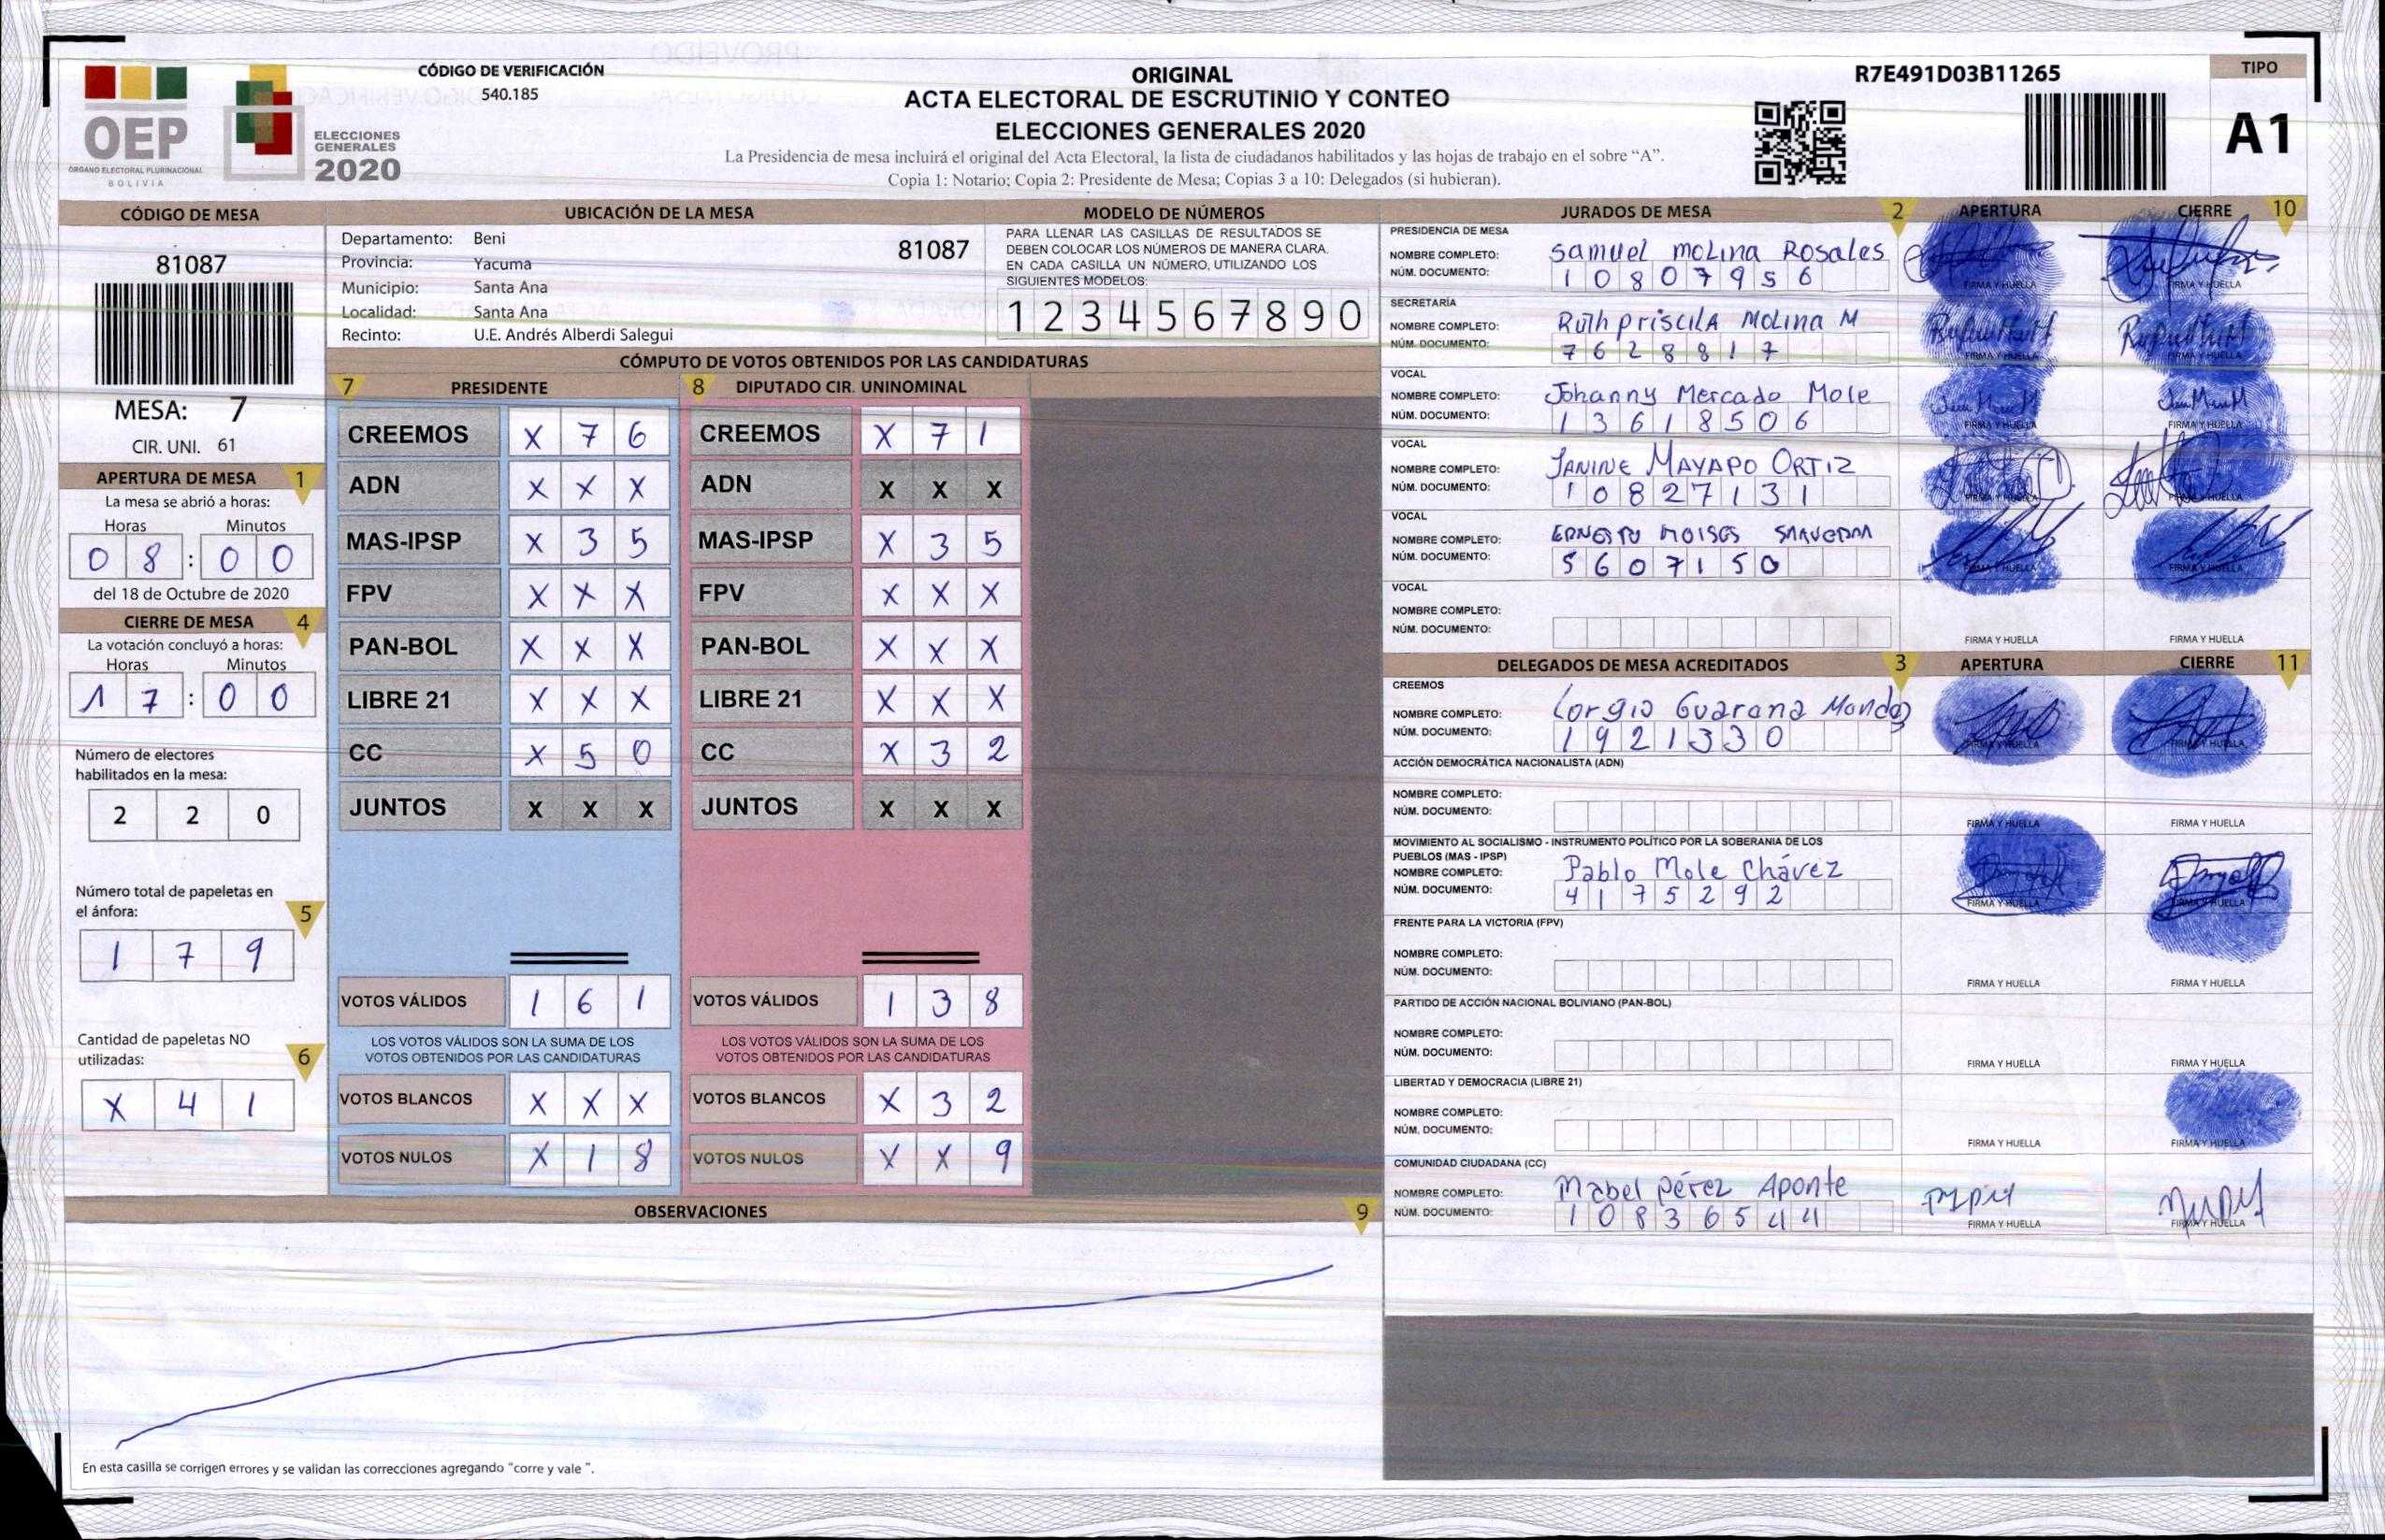 CÓDIGO DE VERIFICACIÓN
540.185
OEP
ÓRGANO ELECTORAL PLURINACIONAL
BOLIVIA
ELECCIONES
GENERALES
2020
ORIGINAL
ACTA ELECTORAL DE ESCRUTINIO Y CONTEO
ELECCIONES GENERALES 2020
La Presidencia de mesa incluirá el original del Acta Electoral, la lista de ciudadanos habilitados y las hojas de trabajo en el sobre “A”.
Copia 1: Notario; Copia 2: Presidente de Mesa; Copias 3 a 10: Delegados (si hubieran).
R7E491D03B11265
TIPO
A1
CÓDIGO DE MESA
81087
MESA: 7
CIR. UNI. 61
APERTURA DE MESA 1
La mesa se abrió a horas:
Horas Minutos
0 8 : 0 0
del 18 de Octubre de 2020
CIERRE DE MESA 4
La votación concluyó a horas:
Horas Minutos
1 7 : 0 0
Número de electores
habilitados en la mesa:
2 2 0
Número total de papeletas en
el ánfora: 5
1 7 9
Cantidad de papeletas NO
utilizadas: 6
X 4 1
UBICACIÓN DE LA MESA
Departamento: Beni 81087
Provincia: Yacuma
Municipio: Santa Ana
Localidad: Santa Ana
Recinto: U.E. Andrés Alberdi Salegui
MODELO DE NÚMEROS
PARA LLENAR LAS CASILLAS DE RESULTADOS SE
DEBEN COLOCAR LOS NÚMEROS DE MANERA CLARA.
EN CADA CASILLA UN NÚMERO, UTILIZANDO LOS
SIGUIENTES MODELOS:
1 2 3 4 5 6 7 8 9 0
CÓMPUTO DE VOTOS OBTENIDOS POR LAS CANDIDATURAS
7 PRESIDENTE
CREEMOS X 7 6
ADN X X X
MAS-IPSP X 3 5
FPV X X X
PAN-BOL X X X
LIBRE 21 X X X
CC X 5 0
JUNTOS X X X
VOTOS VÁLIDOS 1 6 1
LOS VOTOS VÁLIDOS SON LA SUMA DE LOS
VOTOS OBTENIDOS POR LAS CANDIDATURAS
VOTOS BLANCOS X X X
VOTOS NULOS X 1 8
8 DIPUTADO CIR. UNINOMINAL
CREEMOS X 7 1
ADN X X X
MAS-IPSP X 3 5
FPV X X X
PAN-BOL X X X
LIBRE 21 X X X
CC X 3 2
JUNTOS X X X
VOTOS VÁLIDOS 1 3 8
LOS VOTOS VÁLIDOS SON LA SUMA DE LOS
VOTOS OBTENIDOS POR LAS CANDIDATURAS
VOTOS BLANCOS X 3 2
VOTOS NULOS X X 9
OBSERVACIONES 9
En esta casilla se corrigen errores y se validan las correcciones agregando “corre y vale ”.
JURADOS DE MESA 2 APERTURA CIERRE 10
PRESIDENCIA DE MESA
NOMBRE COMPLETO: Samuel Molina Rosales
NÚM. DOCUMENTO: 1 0 8 0 7 9 5 6
FIRMA Y HUELLA FIRMA Y HUELLA
SECRETARÍA
NOMBRE COMPLETO: Ruth Priscila Molina M
NÚM. DOCUMENTO: 7 6 2 8 8 1 7
FIRMA Y HUELLA FIRMA Y HUELLA
VOCAL
NOMBRE COMPLETO: Johanny Mercado Mole
NÚM. DOCUMENTO: 1 3 6 1 8 5 0 6
FIRMA Y HUELLA FIRMA Y HUELLA
VOCAL
NOMBRE COMPLETO: JANINE MAYAPO ORTIZ
NÚM. DOCUMENTO: 1 0 8 2 7 1 3 1
FIRMA Y HUELLA FIRMA Y HUELLA
VOCAL
NOMBRE COMPLETO: MOISES
NÚM. DOCUMENTO: 5 6 0 7 1 5 0
FIRMA Y HUELLA FIRMA Y HUELLA
VOCAL
NOMBRE COMPLETO:
NÚM. DOCUMENTO:
FIRMA Y HUELLA FIRMA Y HUELLA
DELEGADOS DE MESA ACREDITADOS 3 APERTURA CIERRE 11
CREEMOS
NOMBRE COMPLETO: Lorgio
NÚM. DOCUMENTO: 1 9 2 1 3 3 0
FIRMA Y HUELLA FIRMA Y HUELLA
ACCIÓN DEMOCRÁTICA NACIONALISTA (ADN)
NOMBRE COMPLETO:
NÚM. DOCUMENTO:
FIRMA Y HUELLA FIRMA Y HUELLA
MOVIMIENTO AL SOCIALISMO - INSTRUMENTO POLÍTICO POR LA SOBERANIA DE LOS
PUEBLOS (MAS - IPSP)
NOMBRE COMPLETO: Pablo Mole Chávez
NÚM. DOCUMENTO: 4 1 7 5 2 9 2
FIRMA Y HUELLA FIRMA Y HUELLA
FRENTE PARA LA VICTORIA (FPV)
NOMBRE COMPLETO:
NÚM. DOCUMENTO:
FIRMA Y HUELLA FIRMA Y HUELLA
PARTIDO DE ACCIÓN NACIONAL BOLIVIANO (PAN-BOL)
NOMBRE COMPLETO:
NÚM. DOCUMENTO:
FIRMA Y HUELLA FIRMA Y HUELLA
LIBERTAD Y DEMOCRACIA (LIBRE 21)
NOMBRE COMPLETO:
NÚM. DOCUMENTO:
FIRMA Y HUELLA FIRMA Y HUELLA
COMUNIDAD CIUDADANA (CC)
NOMBRE COMPLETO: Mabel Pérez Aponte
NÚM. DOCUMENTO: 1 0 8 3 6 5 4 4
FIRMA Y HUELLA FIRMA Y HUELLA